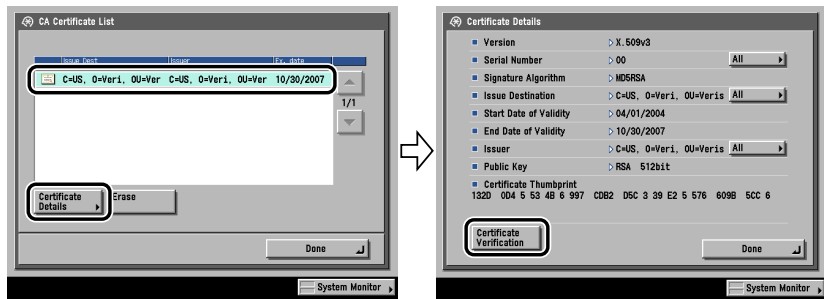 CA Certificate List
Issue Dest Issuer Ex. date
C=US, O=Veri, OU=Ver C=US, O=Veri, OU=Ver 10/30/2007
1/1
Certificate Details
Erase
Done
System Monitor
Certificate Details
Version X.509v3
Serial Number 00 All
Signature Algorithm MD5RSA
Issue Destination C=US, O=Veri, OU=Veris All
Start Date of Validity 04/01/2004
End Date of Validity 10/30/2007
Issuer C=US, O=Veri, OU=Veris All
Public Key RSA 512bit
Certificate Thumbprint
132D 0D4 5 53 4B 6 997 CDB2 D5C 3 39 E2 5 576 609B 5CC 6
Certificate
Verification
Done
System Monitor